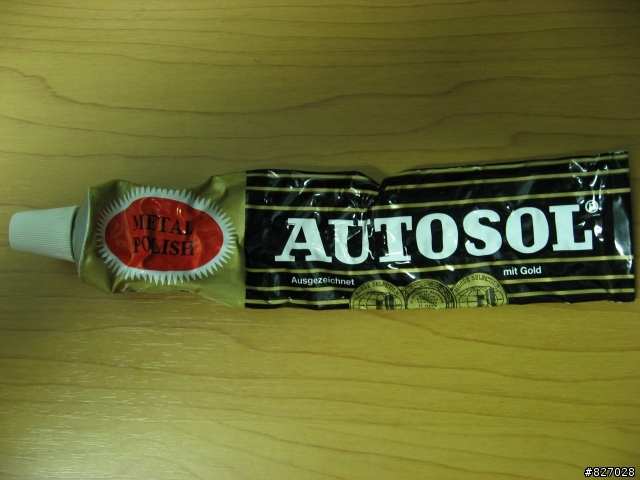 METAL
POLISH
AUTOSOL®
Ausgezeichnet
mit Gold
#827028